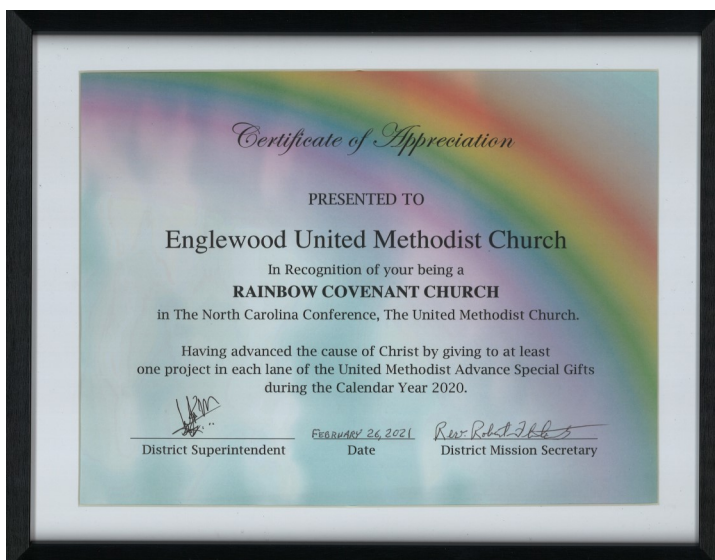 Certificate of Appreciation
PRESENTED TO
Englewood United Methodist Church
In Recognition of your being a
RAINBOW COVENANT CHURCH
in The North Carolina Conference, The United Methodist Church.
Having advanced the cause of Christ by giving to at least
one project in each lane of the United Methodist Advance Special Gifts
during the Calendar Year 2020.
FEBRUARY 26, 2021 Rev. Robert
District Superintendent Date District Mission Secretary